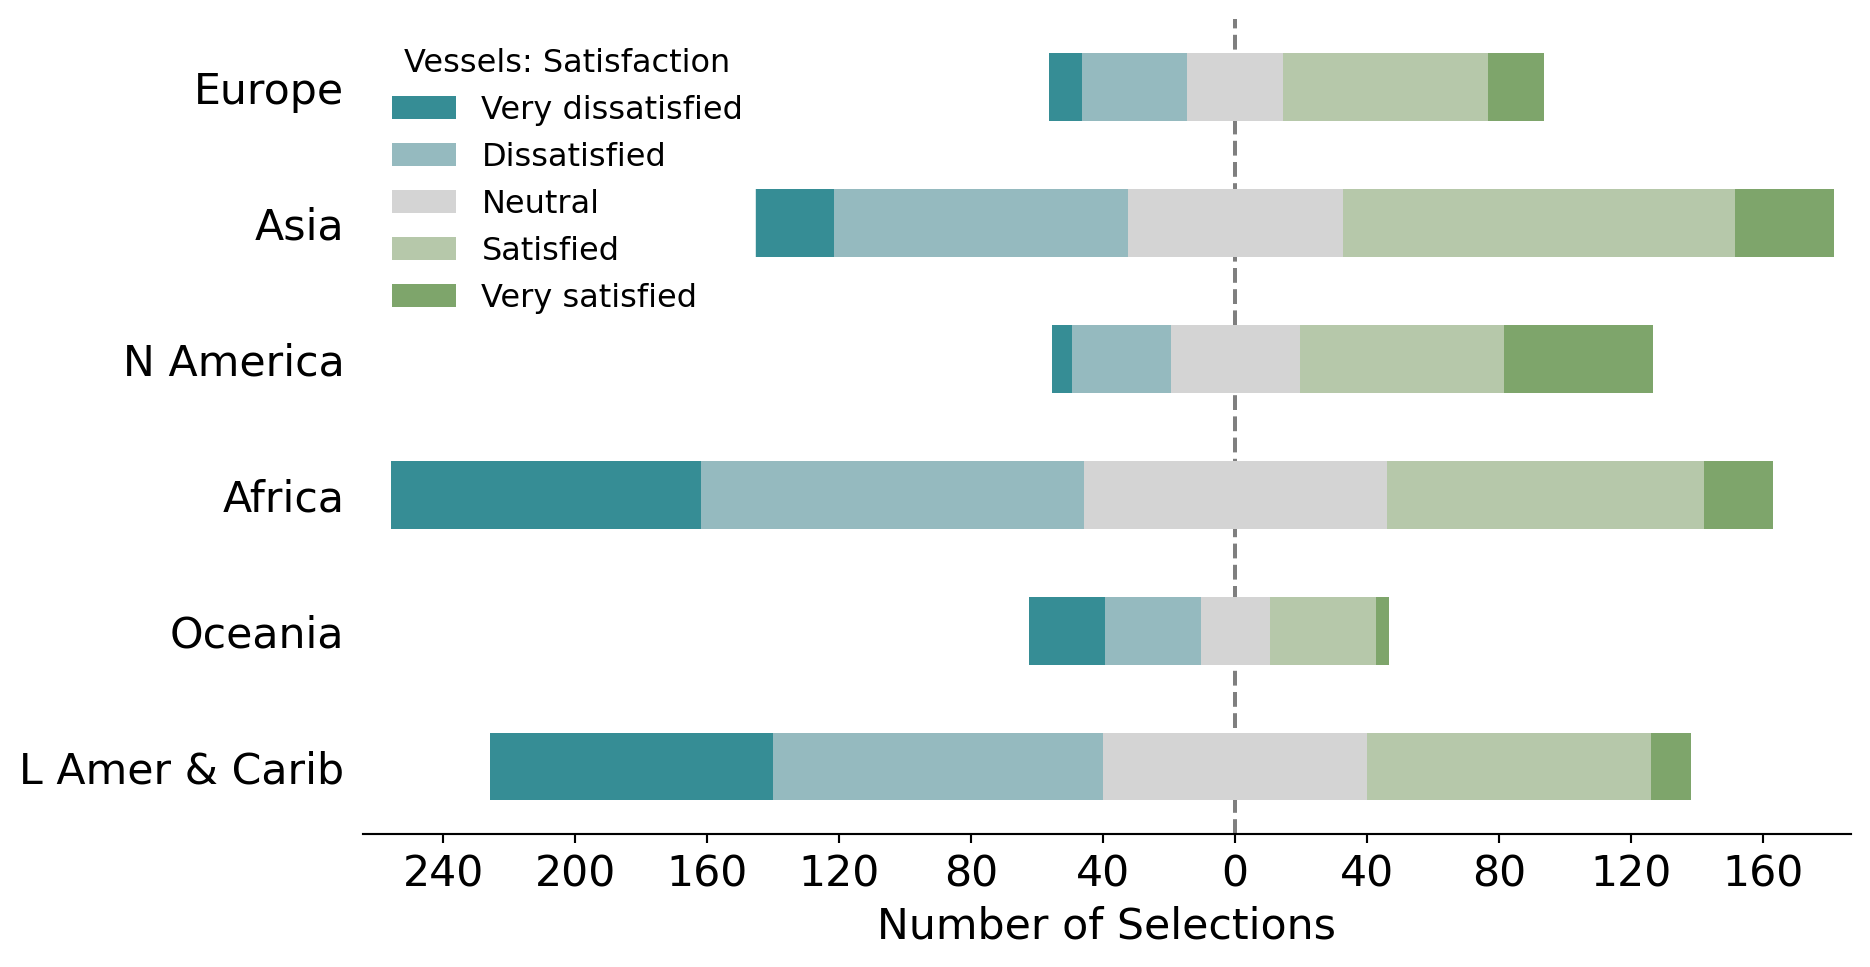 Vessels: Satisfaction
Very dissatisfied
Dissatisfied
Neutral
Satisfied
Very satisfied
Europe
Asia
N America
Africa
Oceania
L Amer & Carib
240 200 160 120 80 40 0 40 80 120 160
Number of Selections